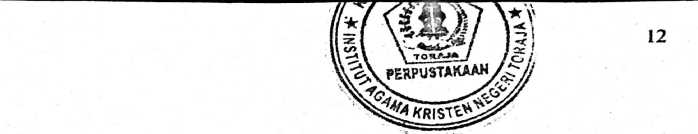 12
TORAJA
PERPUSTAKAAN
★ INSTITUT AGAMA KRISTEN NEGERI TORAJA ★